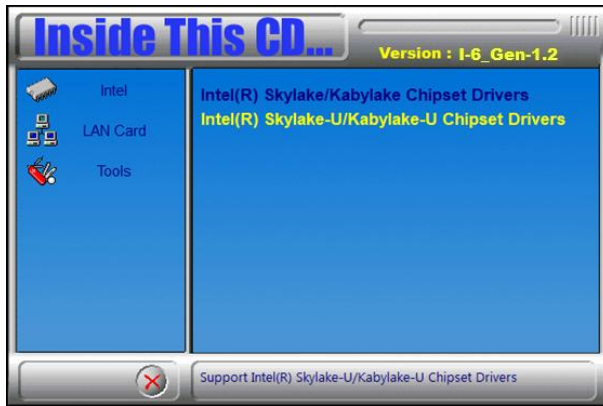 Inside This CD...
Version : I-6_Gen-1.2
Intel
LAN Card
Tools
Intel(R) Skylake/Kabylake Chipset Drivers
Intel(R) Skylake-U/Kabylake-U Chipset Drivers
Support Intel(R) Skylake-U/Kabylake-U Chipset Drivers